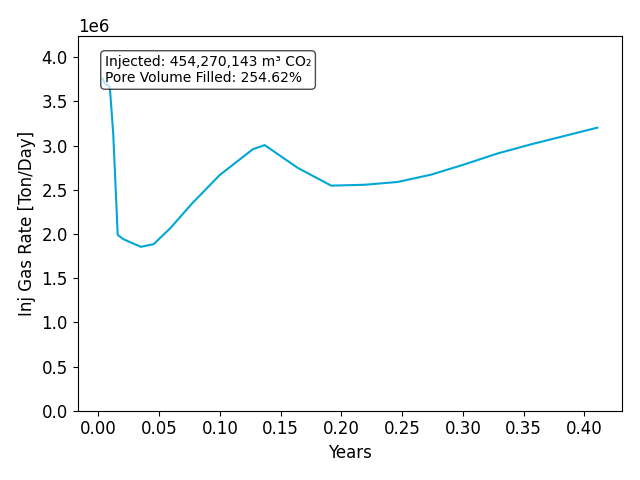 1e6
Injected: 454,270,143 m³ CO₂
Pore Volume Filled: 254.62%
4.0
3.5
3.0
2.5
2.0
1.5
1.0
0.5
0.0
Inj Gas Rate [Ton/Day]
0.00 0.05 0.10 0.15 0.20 0.25 0.30 0.35 0.40
Years